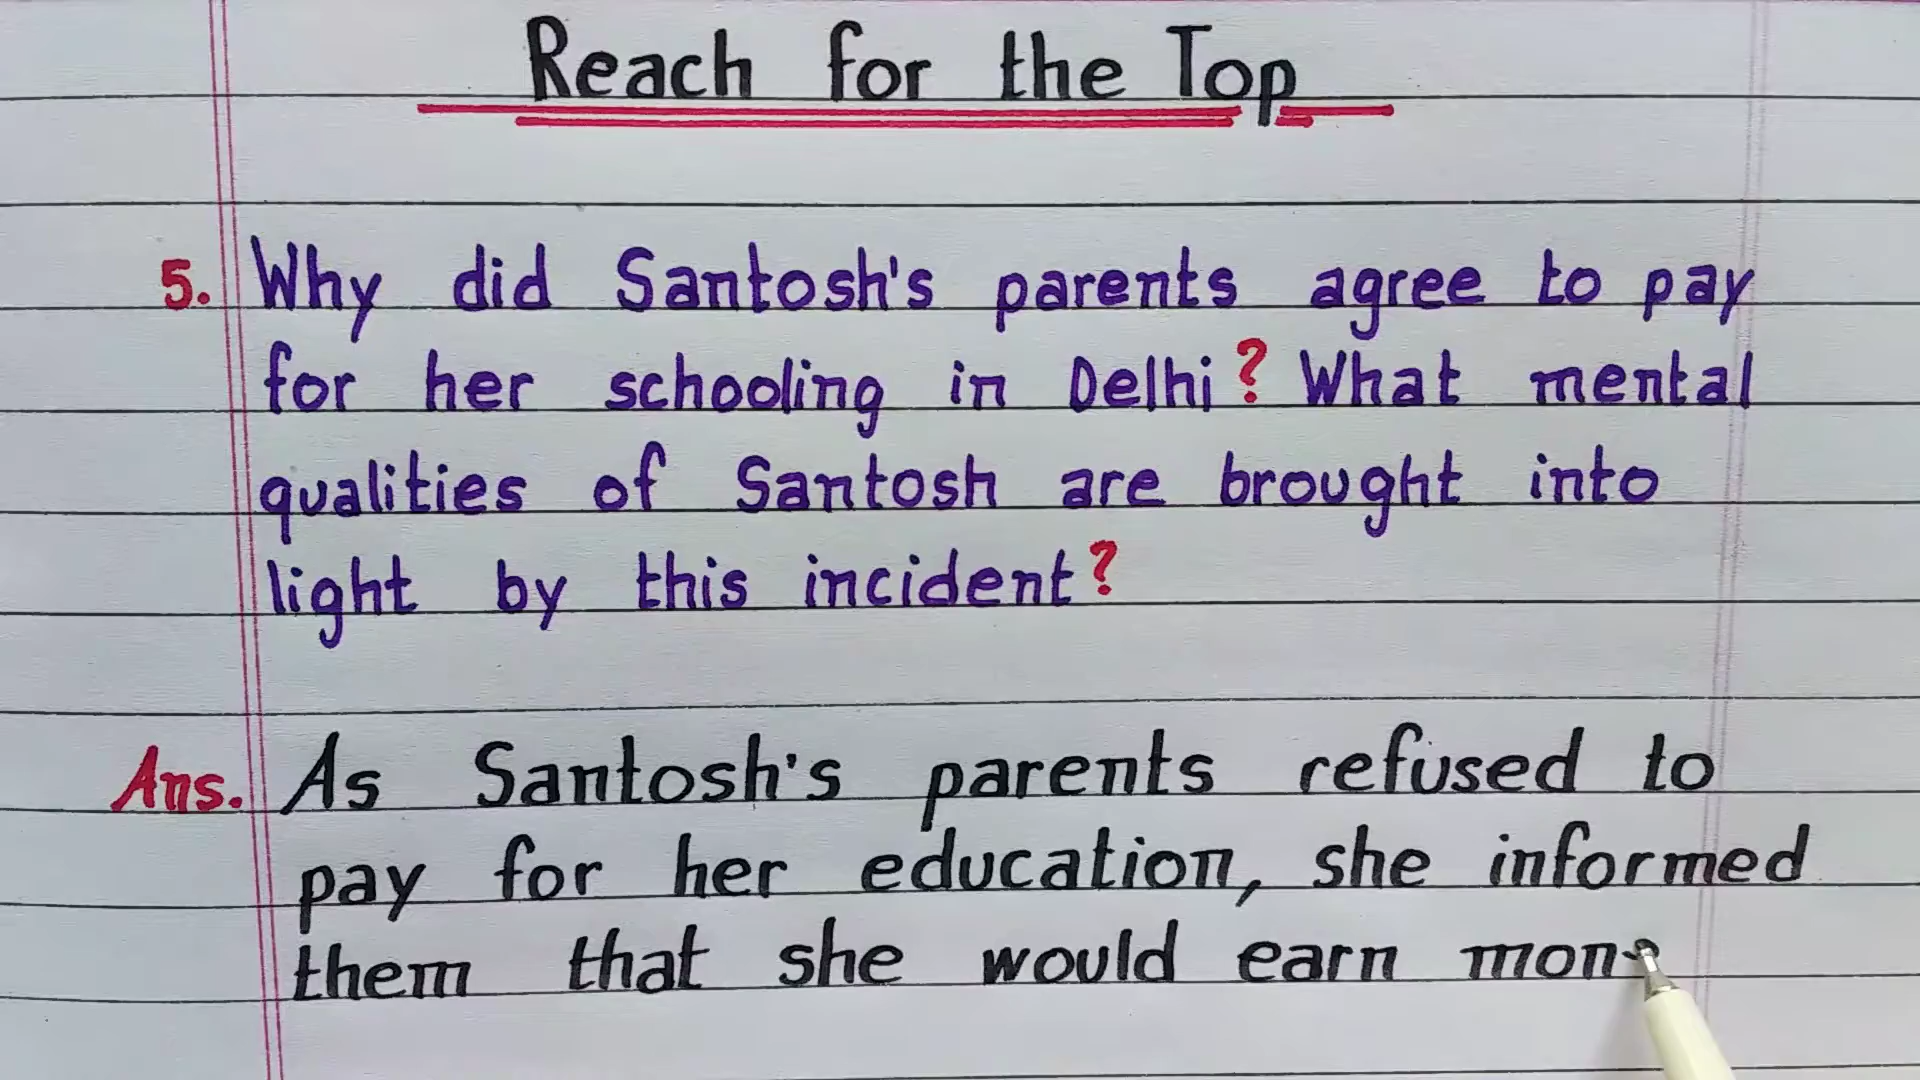 Reach for the Top
5. Why did Santosh's parents agree to pay
for her schooling in Delhi? What mental
qualities of Santosh are brought into
light by this incident?
Ans. As Santosh's parents refused to
pay for her education, she informed
them that she would earn